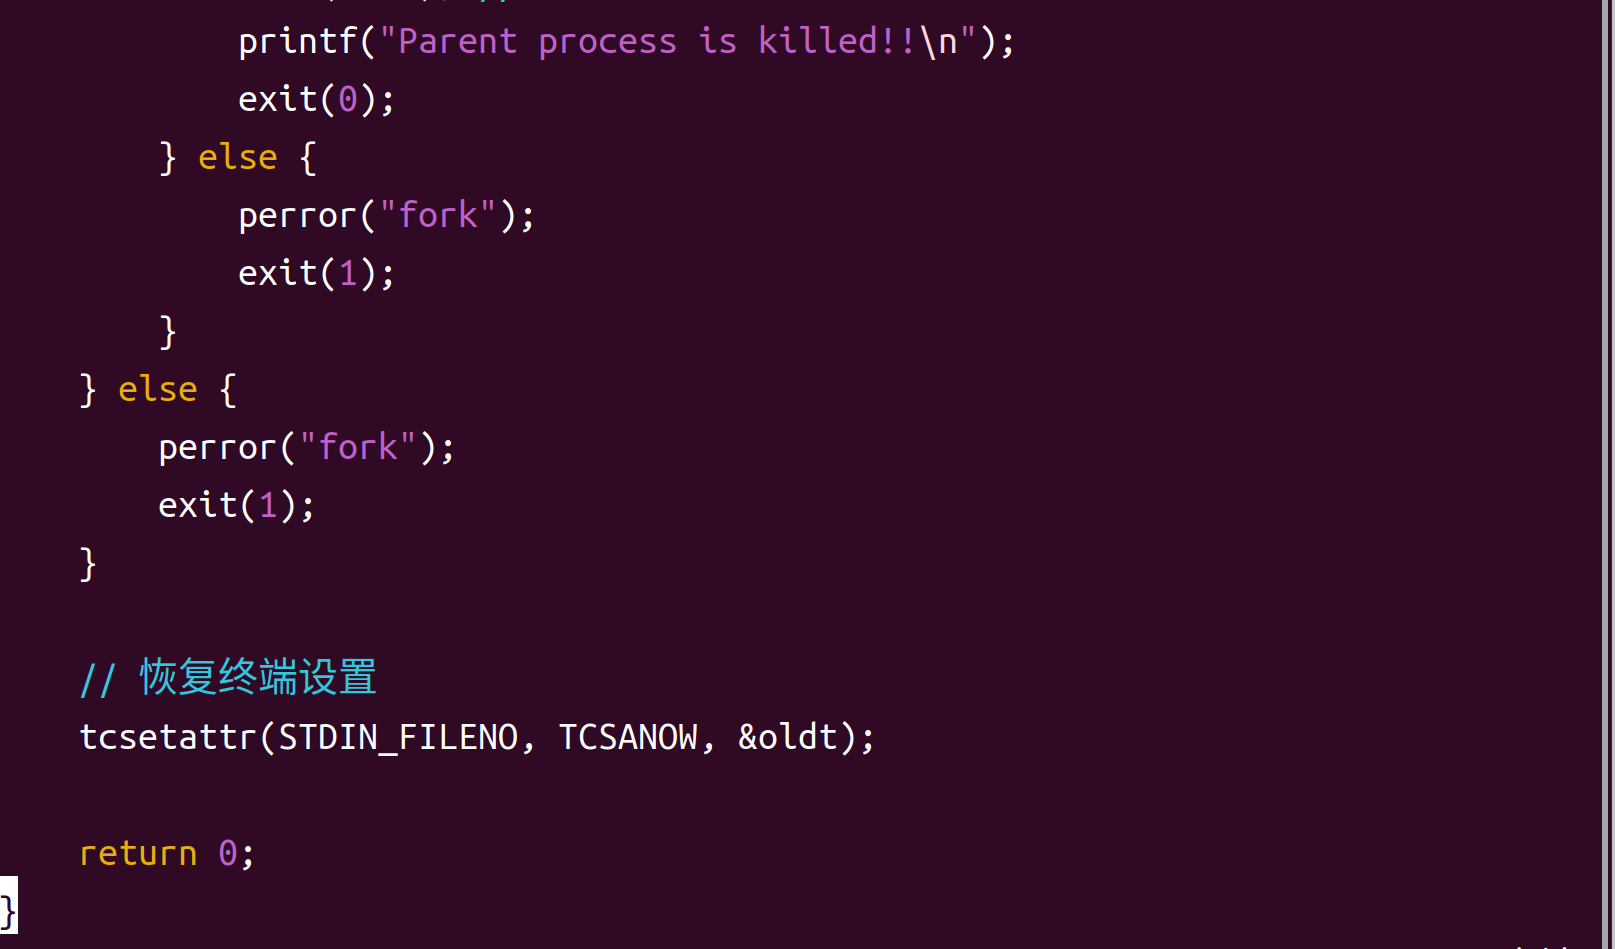 printf("Parent process is killed!!\n");
exit(0);
} else {
perror("fork");
exit(1);
}
} else {
perror("fork");
exit(1);
}
// 恢复终端设置
tcsetattr(STDIN_FILENO, TCSANOW, &oldt);
return 0;
}